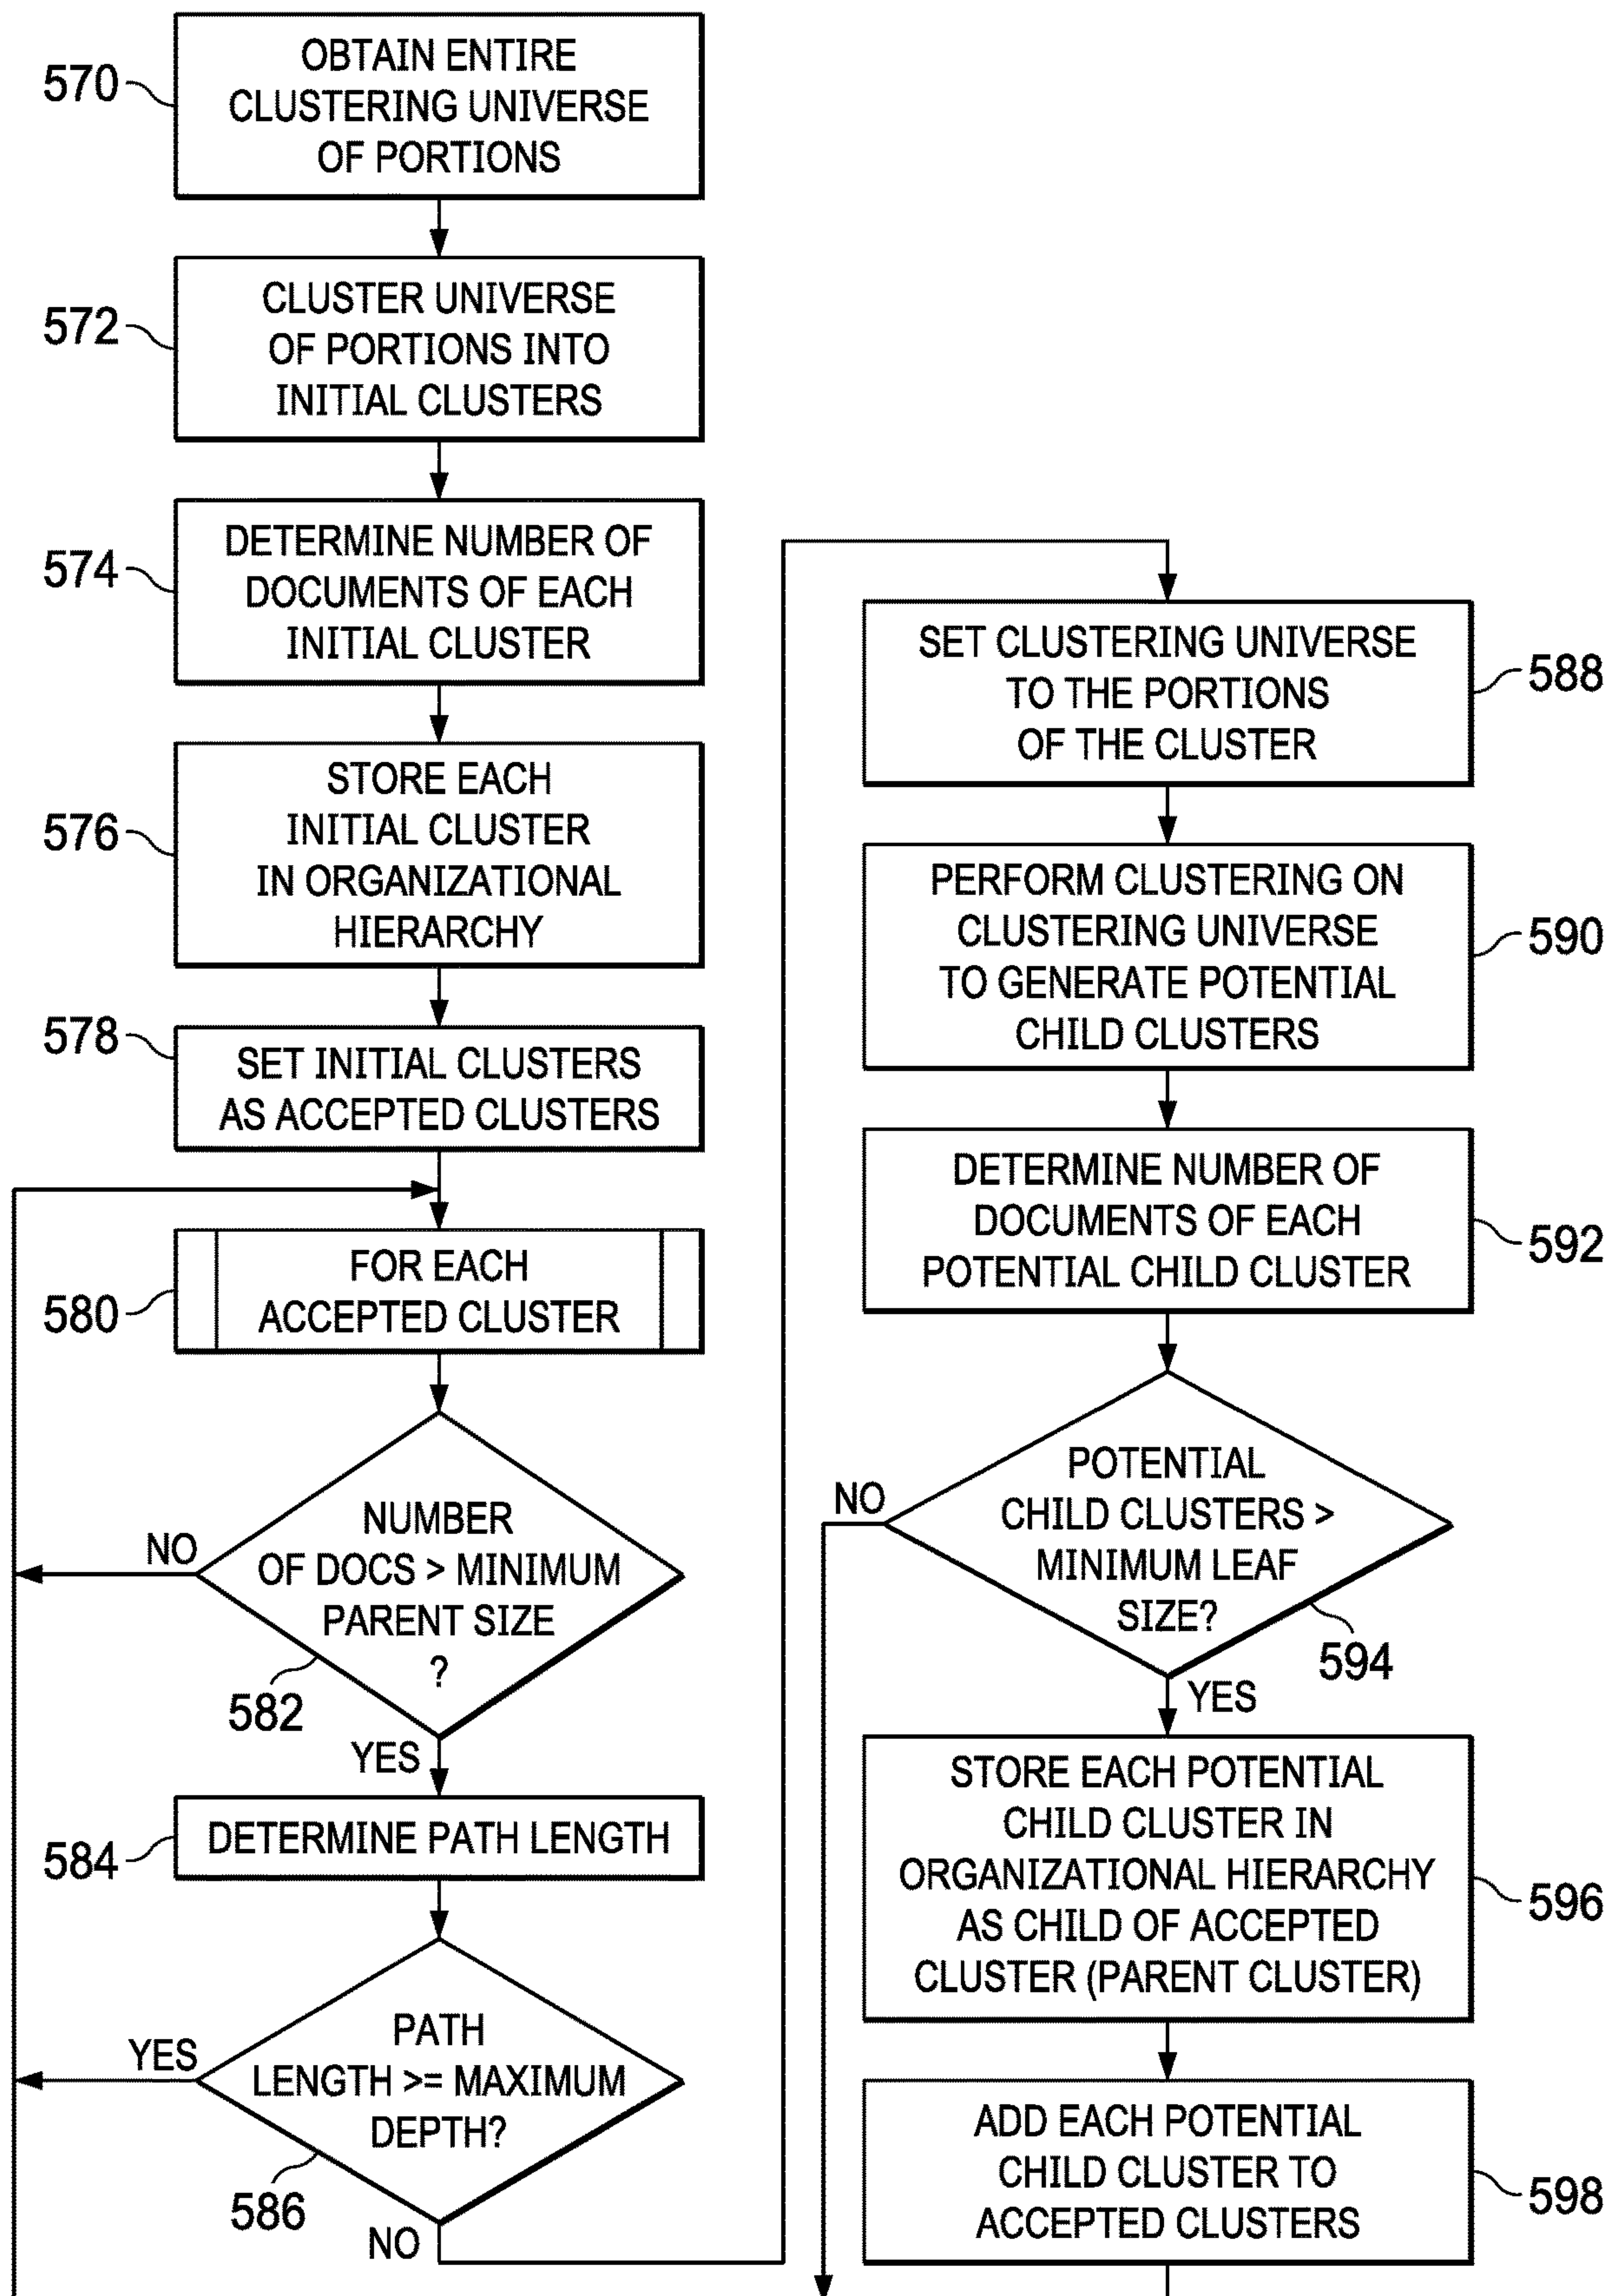 570
OBTAIN ENTIRE
CLUSTERING UNIVERSE
OF PORTIONS
572
CLUSTER UNIVERSE
OF PORTIONS INTO
INITIAL CLUSTERS
574
DETERMINE NUMBER OF
DOCUMENTS OF EACH
INITIAL CLUSTER
576
STORE EACH
INITIAL CLUSTER
IN ORGANIZATIONAL
HIERARCHY
578
SET INITIAL CLUSTERS
AS ACCEPTED CLUSTERS
580
FOR EACH
ACCEPTED CLUSTER
NO
NUMBER
OF DOCS > MINIMUM
PARENT SIZE
?
582
YES
584
DETERMINE PATH LENGTH
YES
PATH
LENGTH >= MAXIMUM
DEPTH?
586
NO
SET CLUSTERING UNIVERSE
TO THE PORTIONS
OF THE CLUSTER
588
PERFORM CLUSTERING ON
CLUSTERING UNIVERSE
TO GENERATE POTENTIAL
CHILD CLUSTERS
590
DETERMINE NUMBER OF
DOCUMENTS OF EACH
POTENTIAL CHILD CLUSTER
592
NO
POTENTIAL
CHILD CLUSTERS >
MINIMUM LEAF
SIZE?
594
YES
STORE EACH POTENTIAL
CHILD CLUSTER IN
ORGANIZATIONAL HIERARCHY
AS CHILD OF ACCEPTED
CLUSTER (PARENT CLUSTER)
596
ADD EACH POTENTIAL
CHILD CLUSTER TO
ACCEPTED CLUSTERS
598